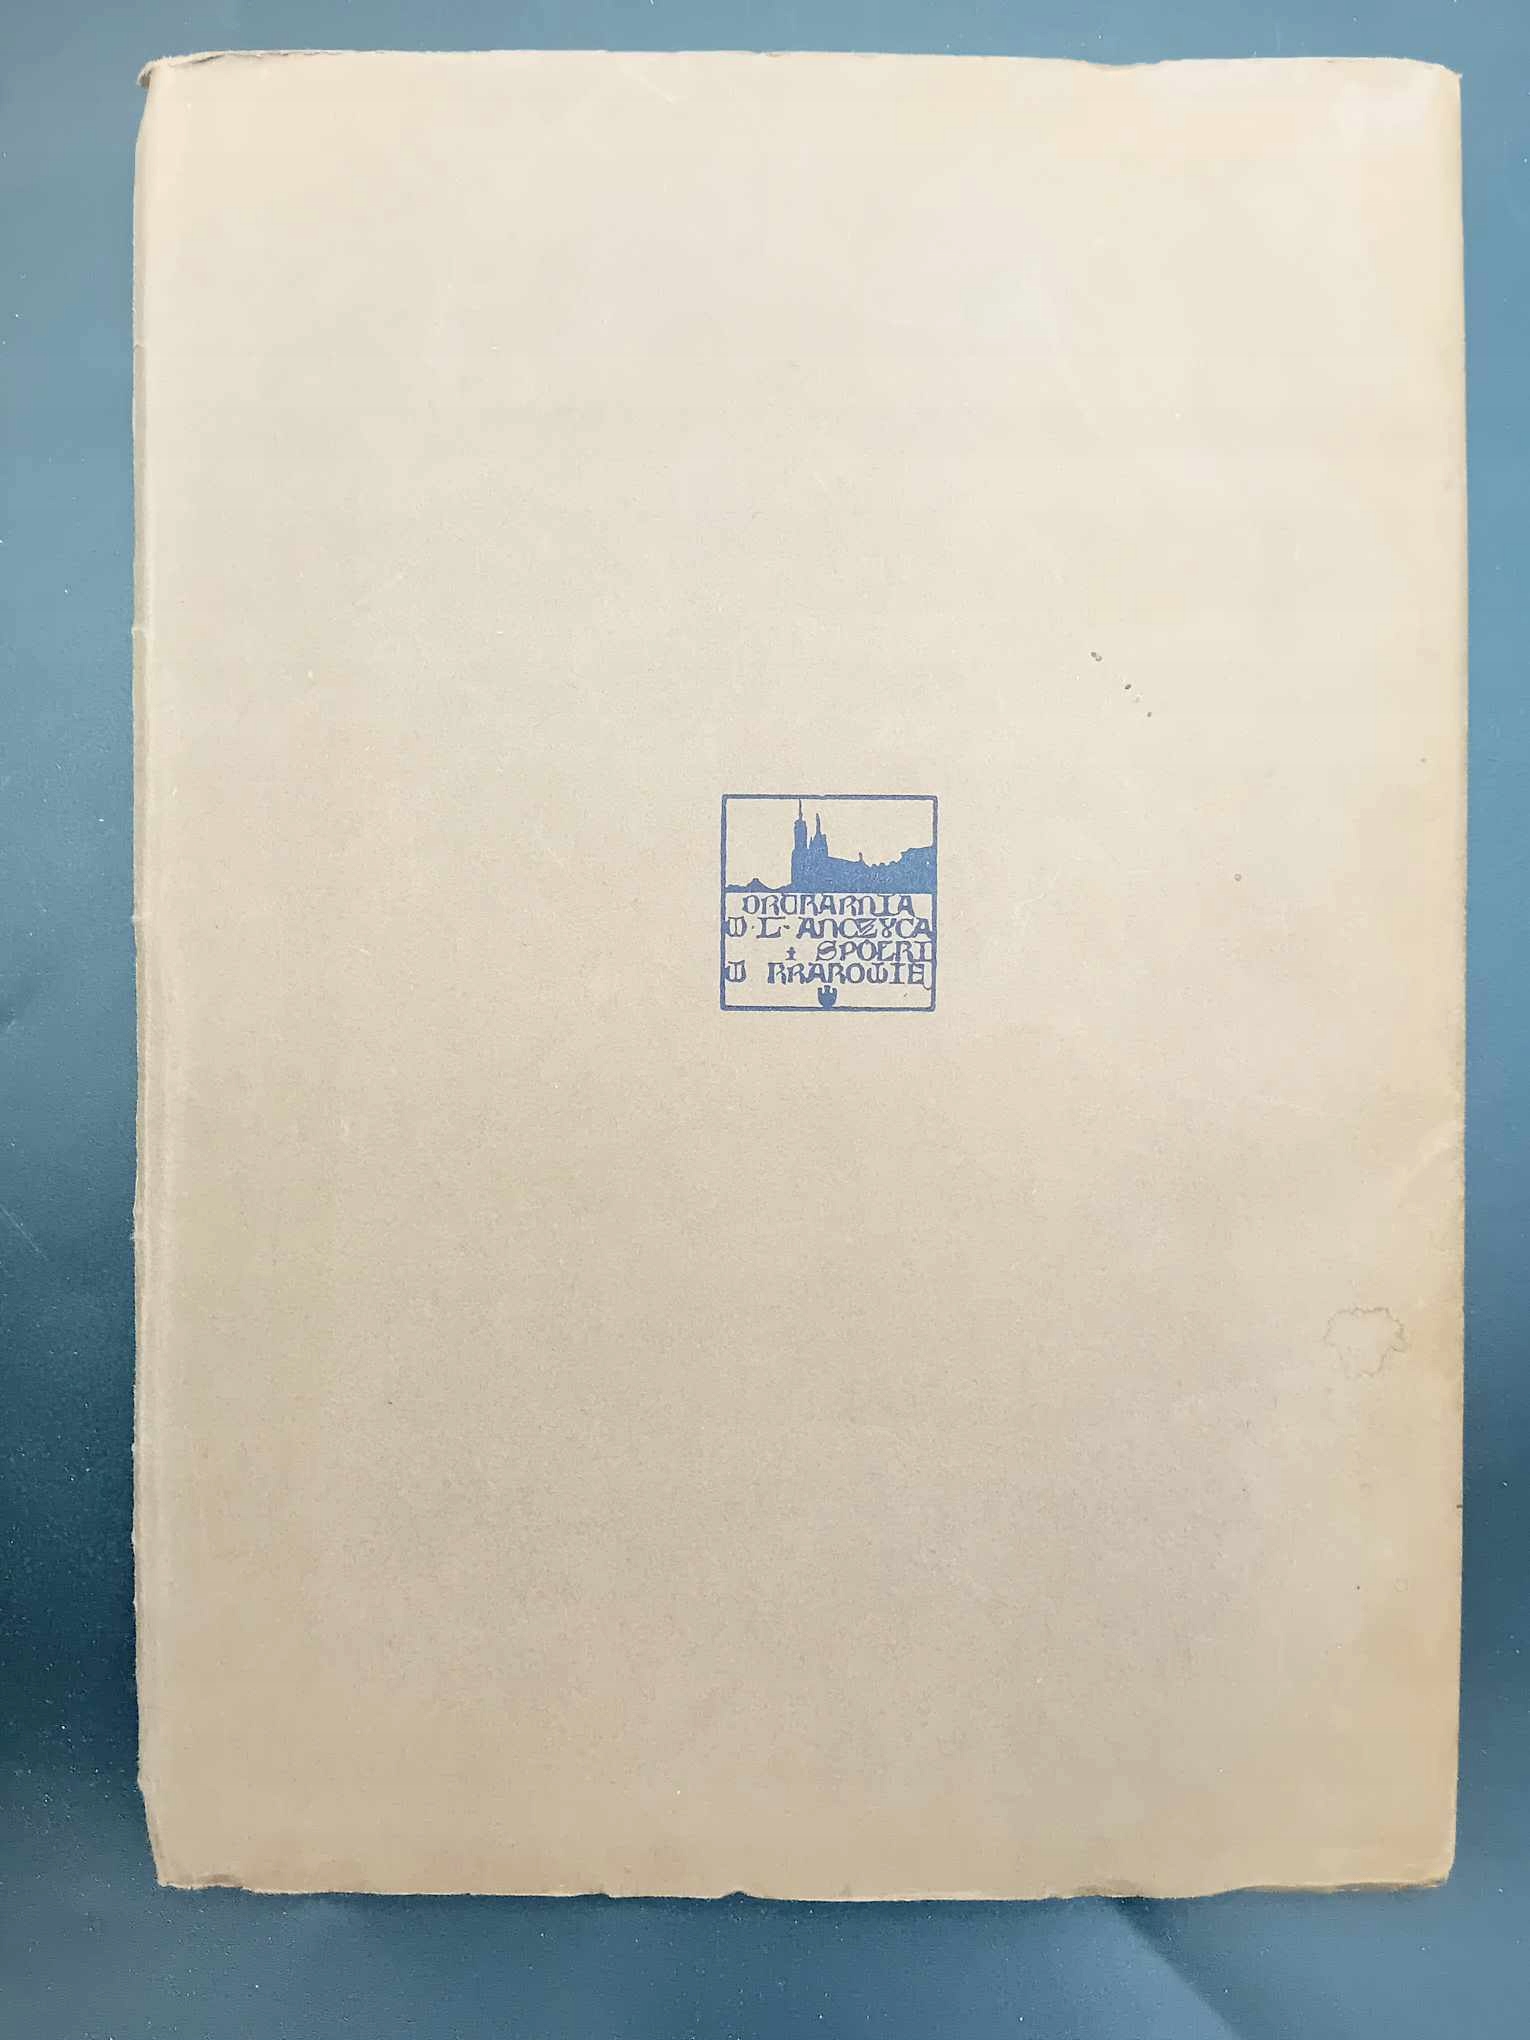 DRUKARNIA
W · L · ANCZYCA
i SPÓŁKI
W KRAKOWIE